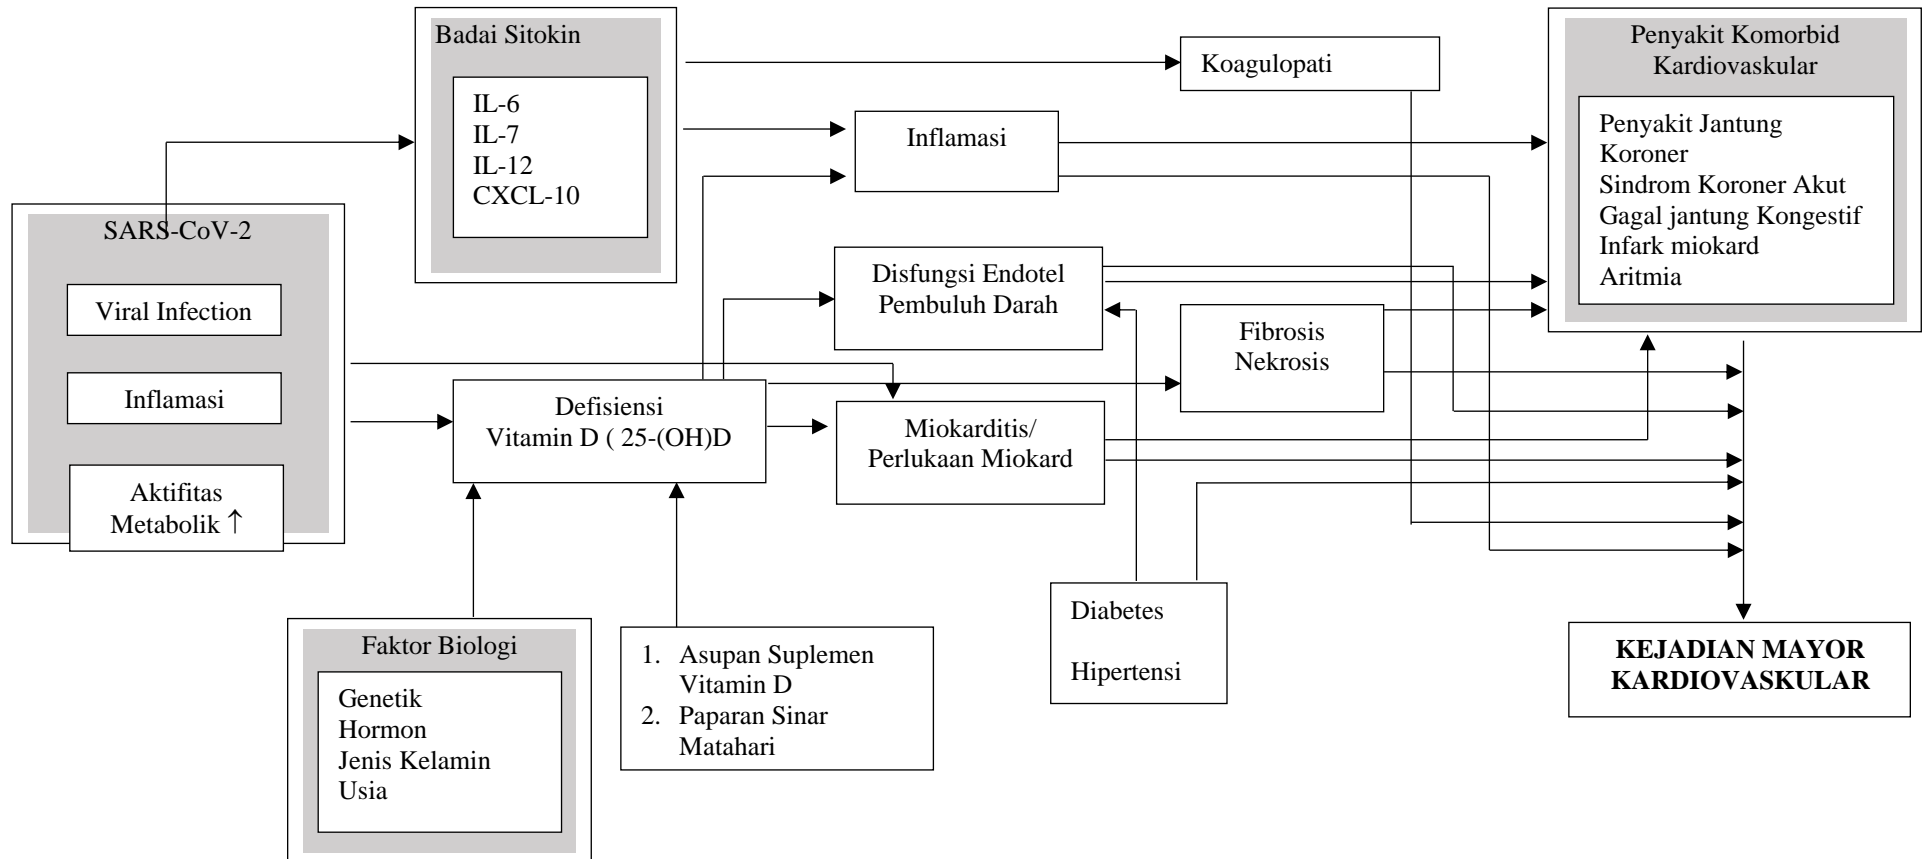 Badai Sitokin
IL-6
IL-7
IL-12
CXCL-10
Koagulopati
Penyakit Komorbid
Kardiovaskular
Penyakit Jantung
Koroner
Sindrom Koroner Akut
Gagal jantung Kongestif
Infark miokard
Aritmia
Inflamasi
SARS-CoV-2
Viral Infection
Inflamasi
Aktifitas
Metabolik ↑
Disfungsi Endotel
Pembuluh Darah
Fibrosis
Nekrosis
Defisiensi
Vitamin D ( 25-(OH)D
Miokarditis/
Perlukaan Miokard
Faktor Biologi
Genetik
Hormon
Jenis Kelamin
Usia
1. Asupan Suplemen
Vitamin D
2. Paparan Sinar
Matahari
Diabetes
Hipertensi
KEJADIAN MAYOR
KARDIOVASKULAR